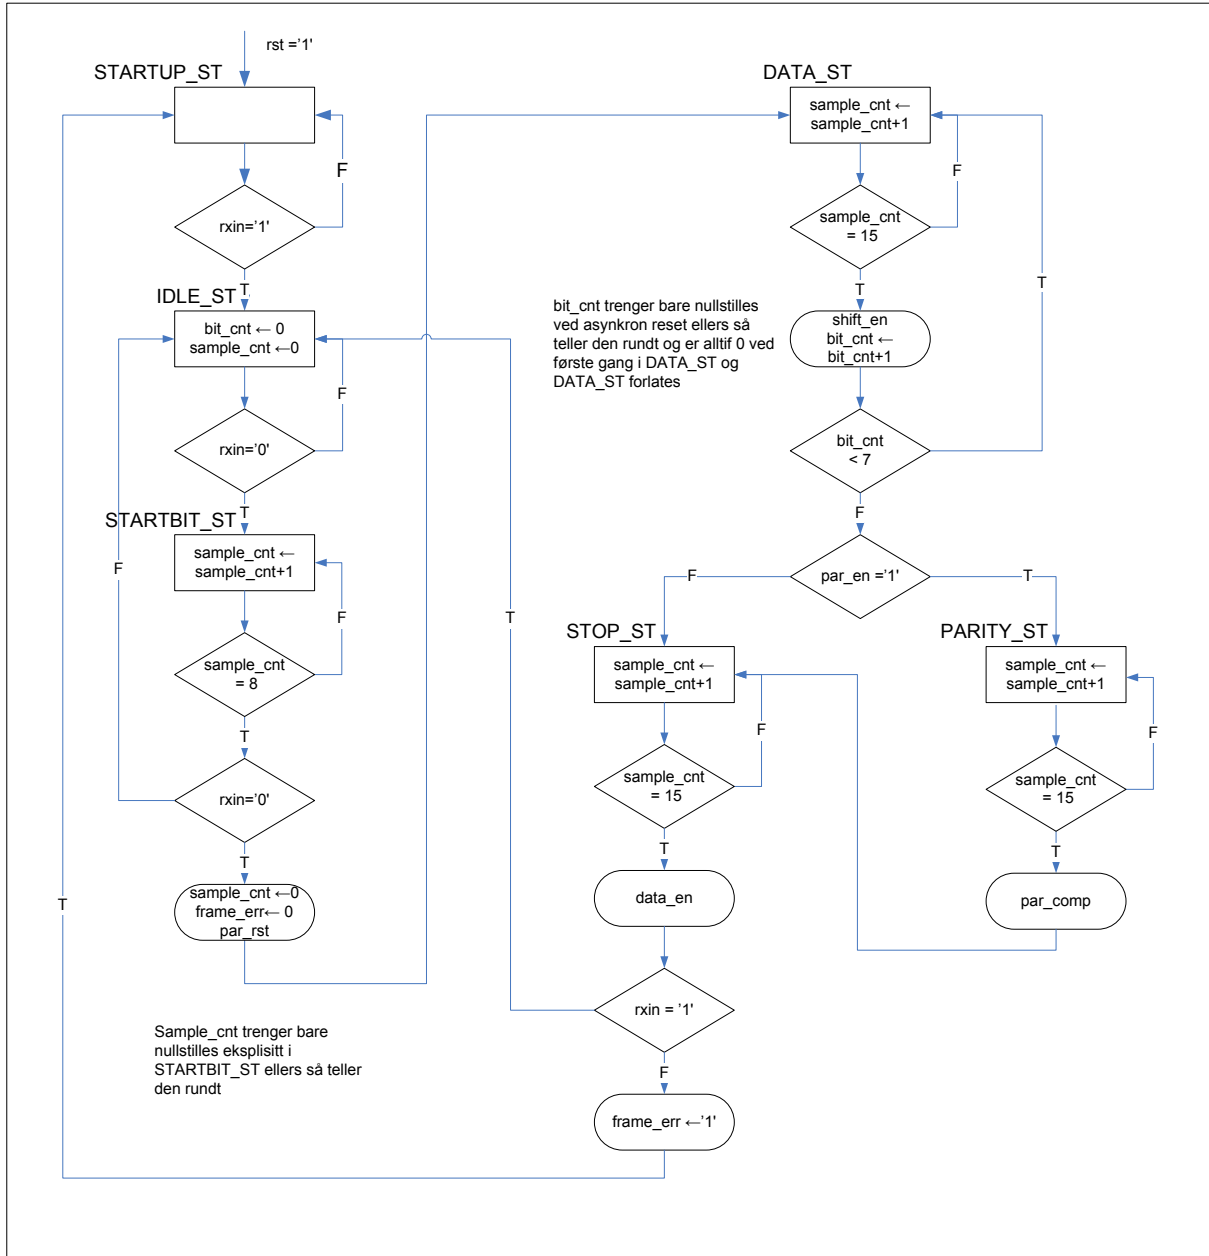 rst ='1'
STARTUP_ST
F
rxin='1'
T
IDLE_ST
bit_cnt ← 0
sample_cnt ←0
F
rxin='0'
T
STARTBIT_ST
sample_cnt ←
sample_cnt+1
F
F
sample_cnt
= 8
T
rxin='0'
T
sample_cnt ←0
frame_err← 0
par_rst
T
Sample_cnt trenger bare
nullstilles eksplisitt i
STARTBIT_ST ellers så teller
den rundt
DATA_ST
sample_cnt ←
sample_cnt+1
F
sample_cnt
= 15
T
T
bit_cnt trenger bare nullstilles
ved asynkron reset ellers så
teller den rundt og er alltif 0 ved
første gang i DATA_ST og
DATA_ST forlates
shift_en
bit_cnt ←
bit_cnt+1
bit_cnt
< 7
F
par_en ='1'
F
T
T
STOP_ST
sample_cnt ←
sample_cnt+1
F
sample_cnt
= 15
T
data_en
rxin = '1'
F
frame_err ←'1'
PARITY_ST
sample_cnt ←
sample_cnt+1
F
sample_cnt
= 15
T
par_comp